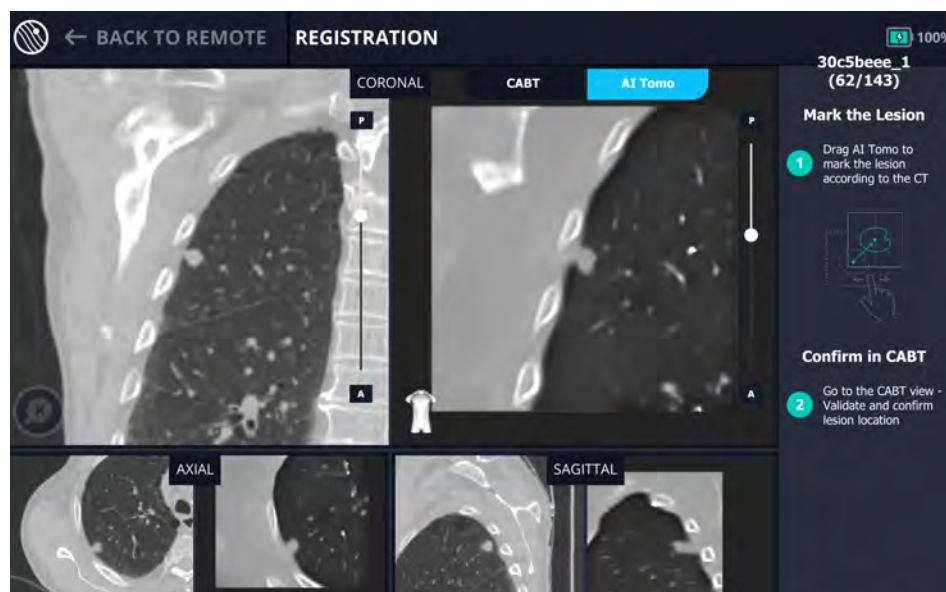 ← BACK TO REMOTE
REGISTRATION
100%
30c5beee_1
(62/143)
CORONAL
CABT
AI Tomo
P
P
Mark the Lesion
1
Drag AI Tomo to
mark the lesion
according to the CT
A
A
Confirm in CABT
2
Go to the CABT view -
Validate and confirm
lesion location
AXIAL
SAGITTAL